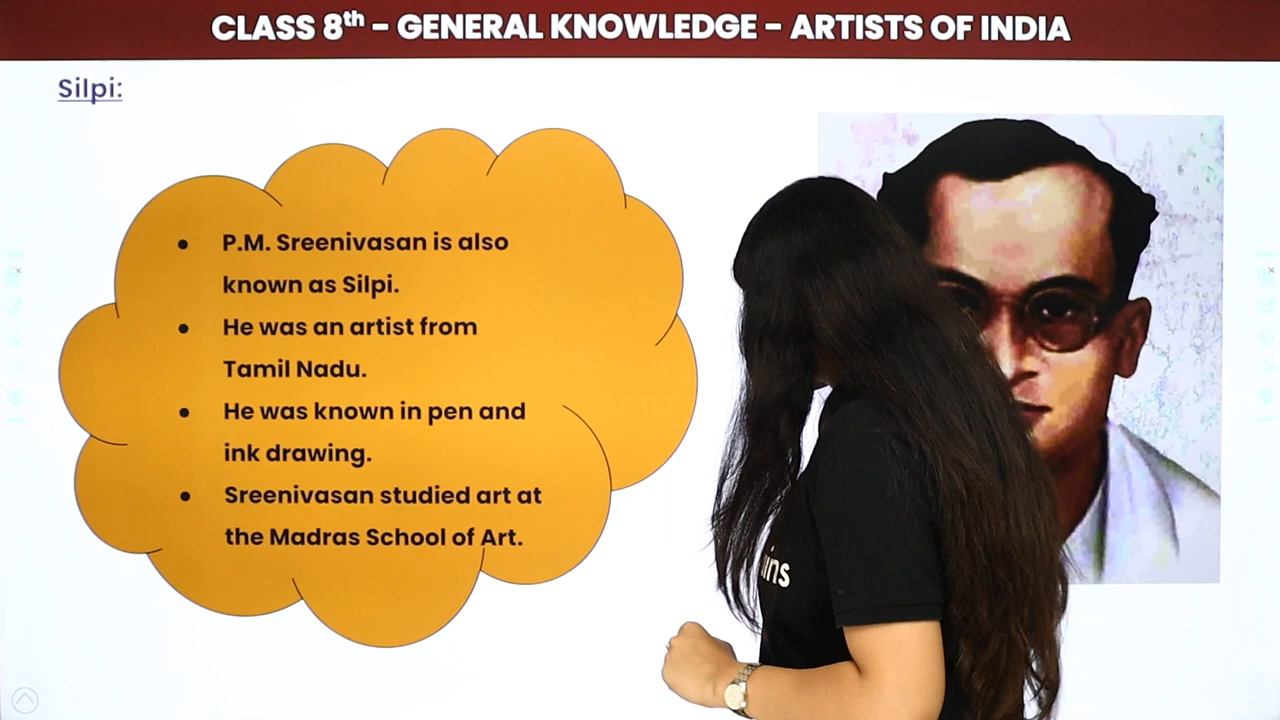 CLASS 8th - GENERAL KNOWLEDGE - ARTISTS OF INDIA
Silpi:
• P.M. Sreenivasan is also
known as Silpi.
• He was an artist from
Tamil Nadu.
• He was known in pen and
ink drawing.
• Sreenivasan studied art at
the Madras School of Art.